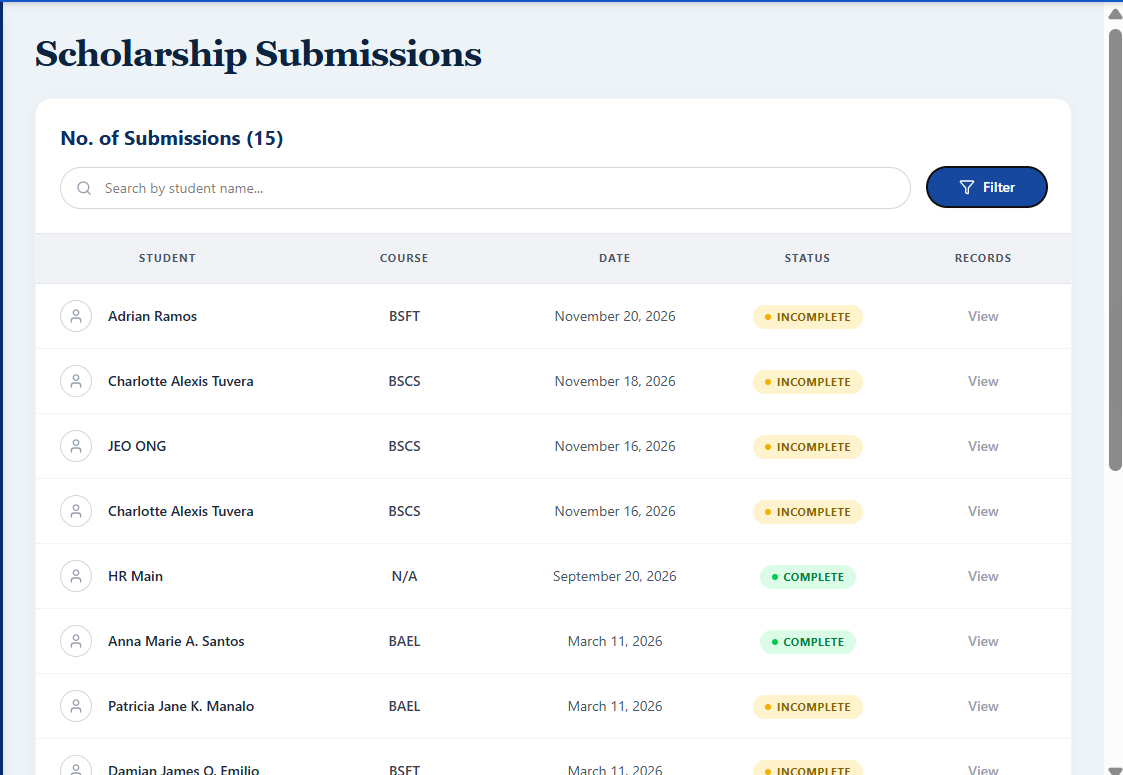 Scholarship Submissions
No. of Submissions (15)
Search by student name...
Filter
STUDENT COURSE DATE STATUS RECORDS
Adrian Ramos BSFT November 20, 2026 INCOMPLETE View
Charlotte Alexis Tuvera BSCS November 18, 2026 INCOMPLETE View
JEO ONG BSCS November 16, 2026 INCOMPLETE View
Charlotte Alexis Tuvera BSCS November 16, 2026 INCOMPLETE View
HR Main N/A September 20, 2026 COMPLETE View
Anna Marie A. Santos BAEL March 11, 2026 COMPLETE View
Patricia Jane K. Manalo BAEL March 11, 2026 INCOMPLETE View
Damian James O. Emilio BSFT March 11, 2026 INCOMPLETE View